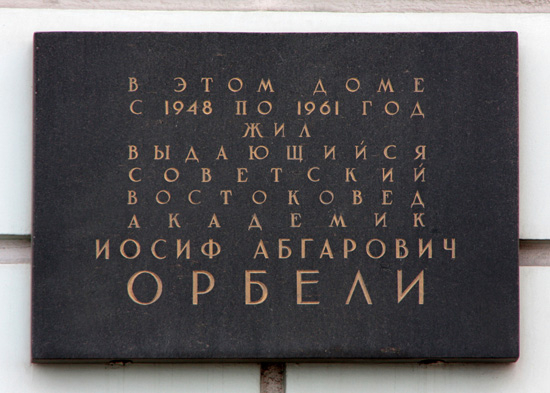 В ЭТОМ ДОМЕ
С 1948 ПО 1961 ГОД
ЖИЛ
ВЫДАЮЩИЙСЯ
СОВЕТСКИЙ
ВОСТОКОВЕД
АКАДЕМИК
ИОСИФ АБГАРОВИЧ
ОРБЕЛИ